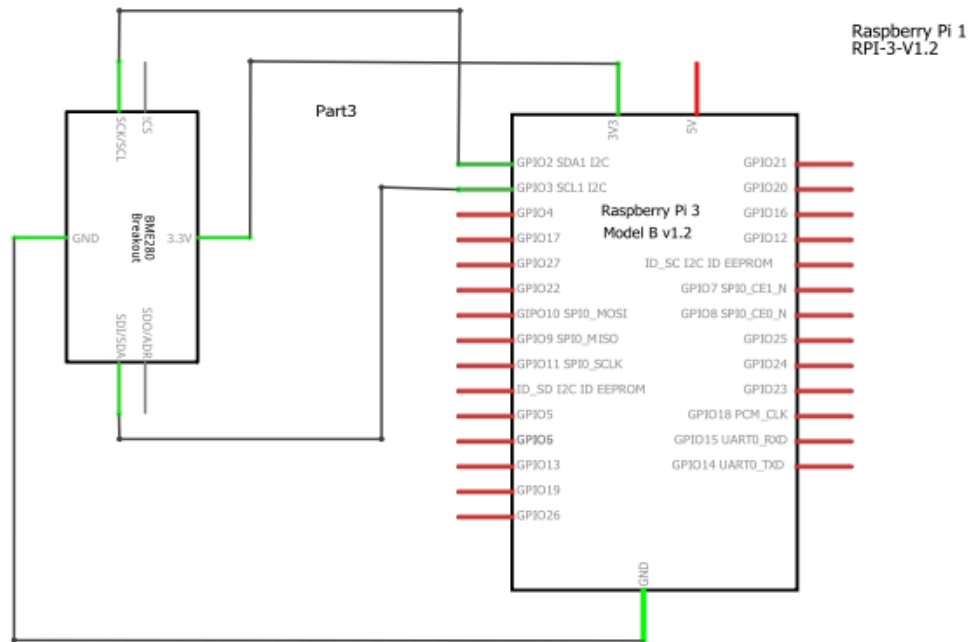 Raspberry Pi 1
RPI-3-V1.2
Part3
SCK/SCL
!CS
GND
BME280
Breakout
3.3V
SDI/SDA
SDO/ADR
3V3
5V
GPIO2 SDA1 I2C
GPIO3 SCL1 I2C
GPIO4
GPIO17
GPIO27
GPIO22
GIPO10 SPI0_MOSI
GPIO9 SPI0_MISO
GPIO11 SPI0_SCLK
ID_SD I2C ID EEPROM
GPIO5
GPIO6
GPIO13
GPIO19
GPIO26
Raspberry Pi 3
Model B v1.2
GPIO21
GPIO20
GPIO16
GPIO12
ID_SC I2C ID EEPROM
GPIO7 SPI0_CE1_N
GPIO8 SPI0_CE0_N
GPIO25
GPIO24
GPIO23
GPIO18 PCM_CLK
GPIO15 UART0_RXD
GPIO14 UART0_TXD
GND